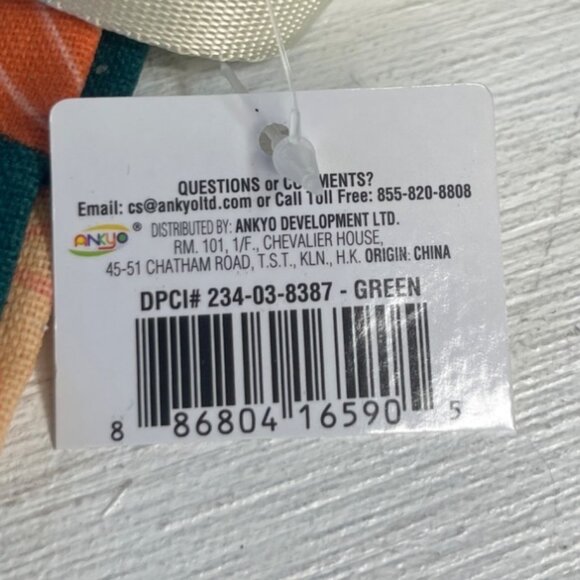 QUESTIONS or COMMENTS?
Email: cs@ankyoltd.com or Call Toll Free: 855-820-8808
ANKYO ® DISTRIBUTED BY: ANKYO DEVELOPMENT LTD.
RM. 101, 1/F., CHEVALIER HOUSE,
45-51 CHATHAM ROAD, T.S.T., KLN., H.K. ORIGIN: CHINA
DPCI# 234-03-8387 - GREEN
8 86804 16590 5